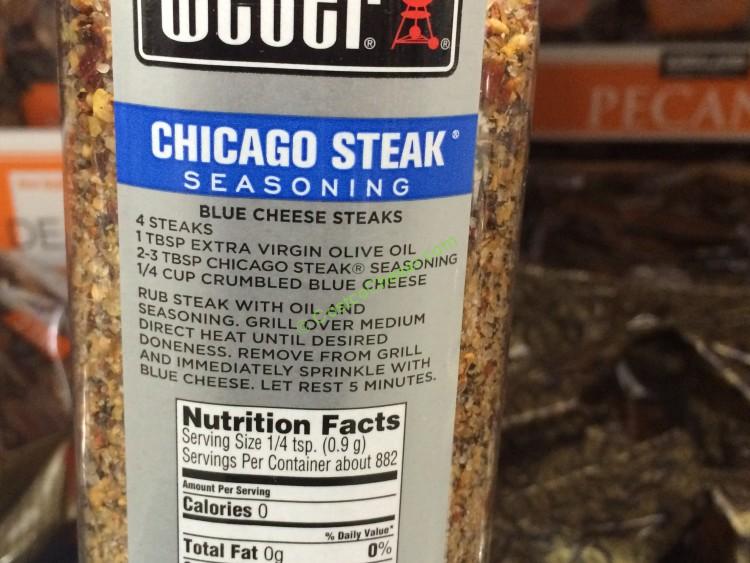 weber
®
®
CHICAGO STEAK®
SEASONING
BLUE CHEESE STEAKS
4 STEAKS
1 TBSP EXTRA VIRGIN OLIVE OIL
2-3 TBSP CHICAGO STEAK® SEASONING
1/4 CUP CRUMBLED BLUE CHEESE
RUB STEAK WITH OIL AND
SEASONING. GRILL OVER MEDIUM
DIRECT HEAT UNTIL DESIRED
DONENESS. REMOVE FROM GRILL
AND IMMEDIATELY SPRINKLE WITH
BLUE CHEESE. LET REST 5 MINUTES.
Nutrition Facts
Serving Size 1/4 tsp. (0.9 g)
Servings Per Container about 882
Amount Per Serving
Calories 0
% Daily Value*
Total Fat 0g 0%
PECAN
DE